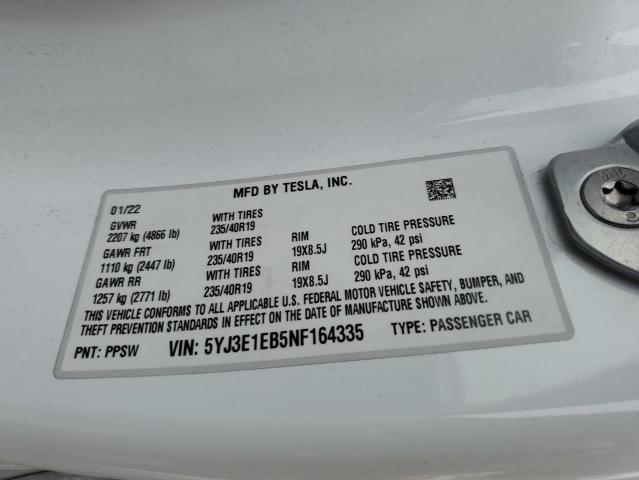 MFD BY TESLA, INC.
01/22
GVWR WITH TIRES
2207 kg (4866 lb) 235/40R19 RIM COLD TIRE PRESSURE
GAWR FRT WITH TIRES 19X8.5J 290 kPa, 42 psi
1110 kg (2447 lb) 235/40R19 RIM COLD TIRE PRESSURE
GAWR RR WITH TIRES 19X8.5J 290 kPa, 42 psi
1257 kg (2771 lb) 235/40R19
THIS VEHICLE CONFORMS TO ALL APPLICABLE U.S. FEDERAL MOTOR VEHICLE SAFETY, BUMPER, AND
THEFT PREVENTION STANDARDS IN EFFECT ON THE DATE OF MANUFACTURE SHOWN ABOVE.
PNT: PPSW VIN: 5YJ3E1EB5NF164335 TYPE: PASSENGER CAR